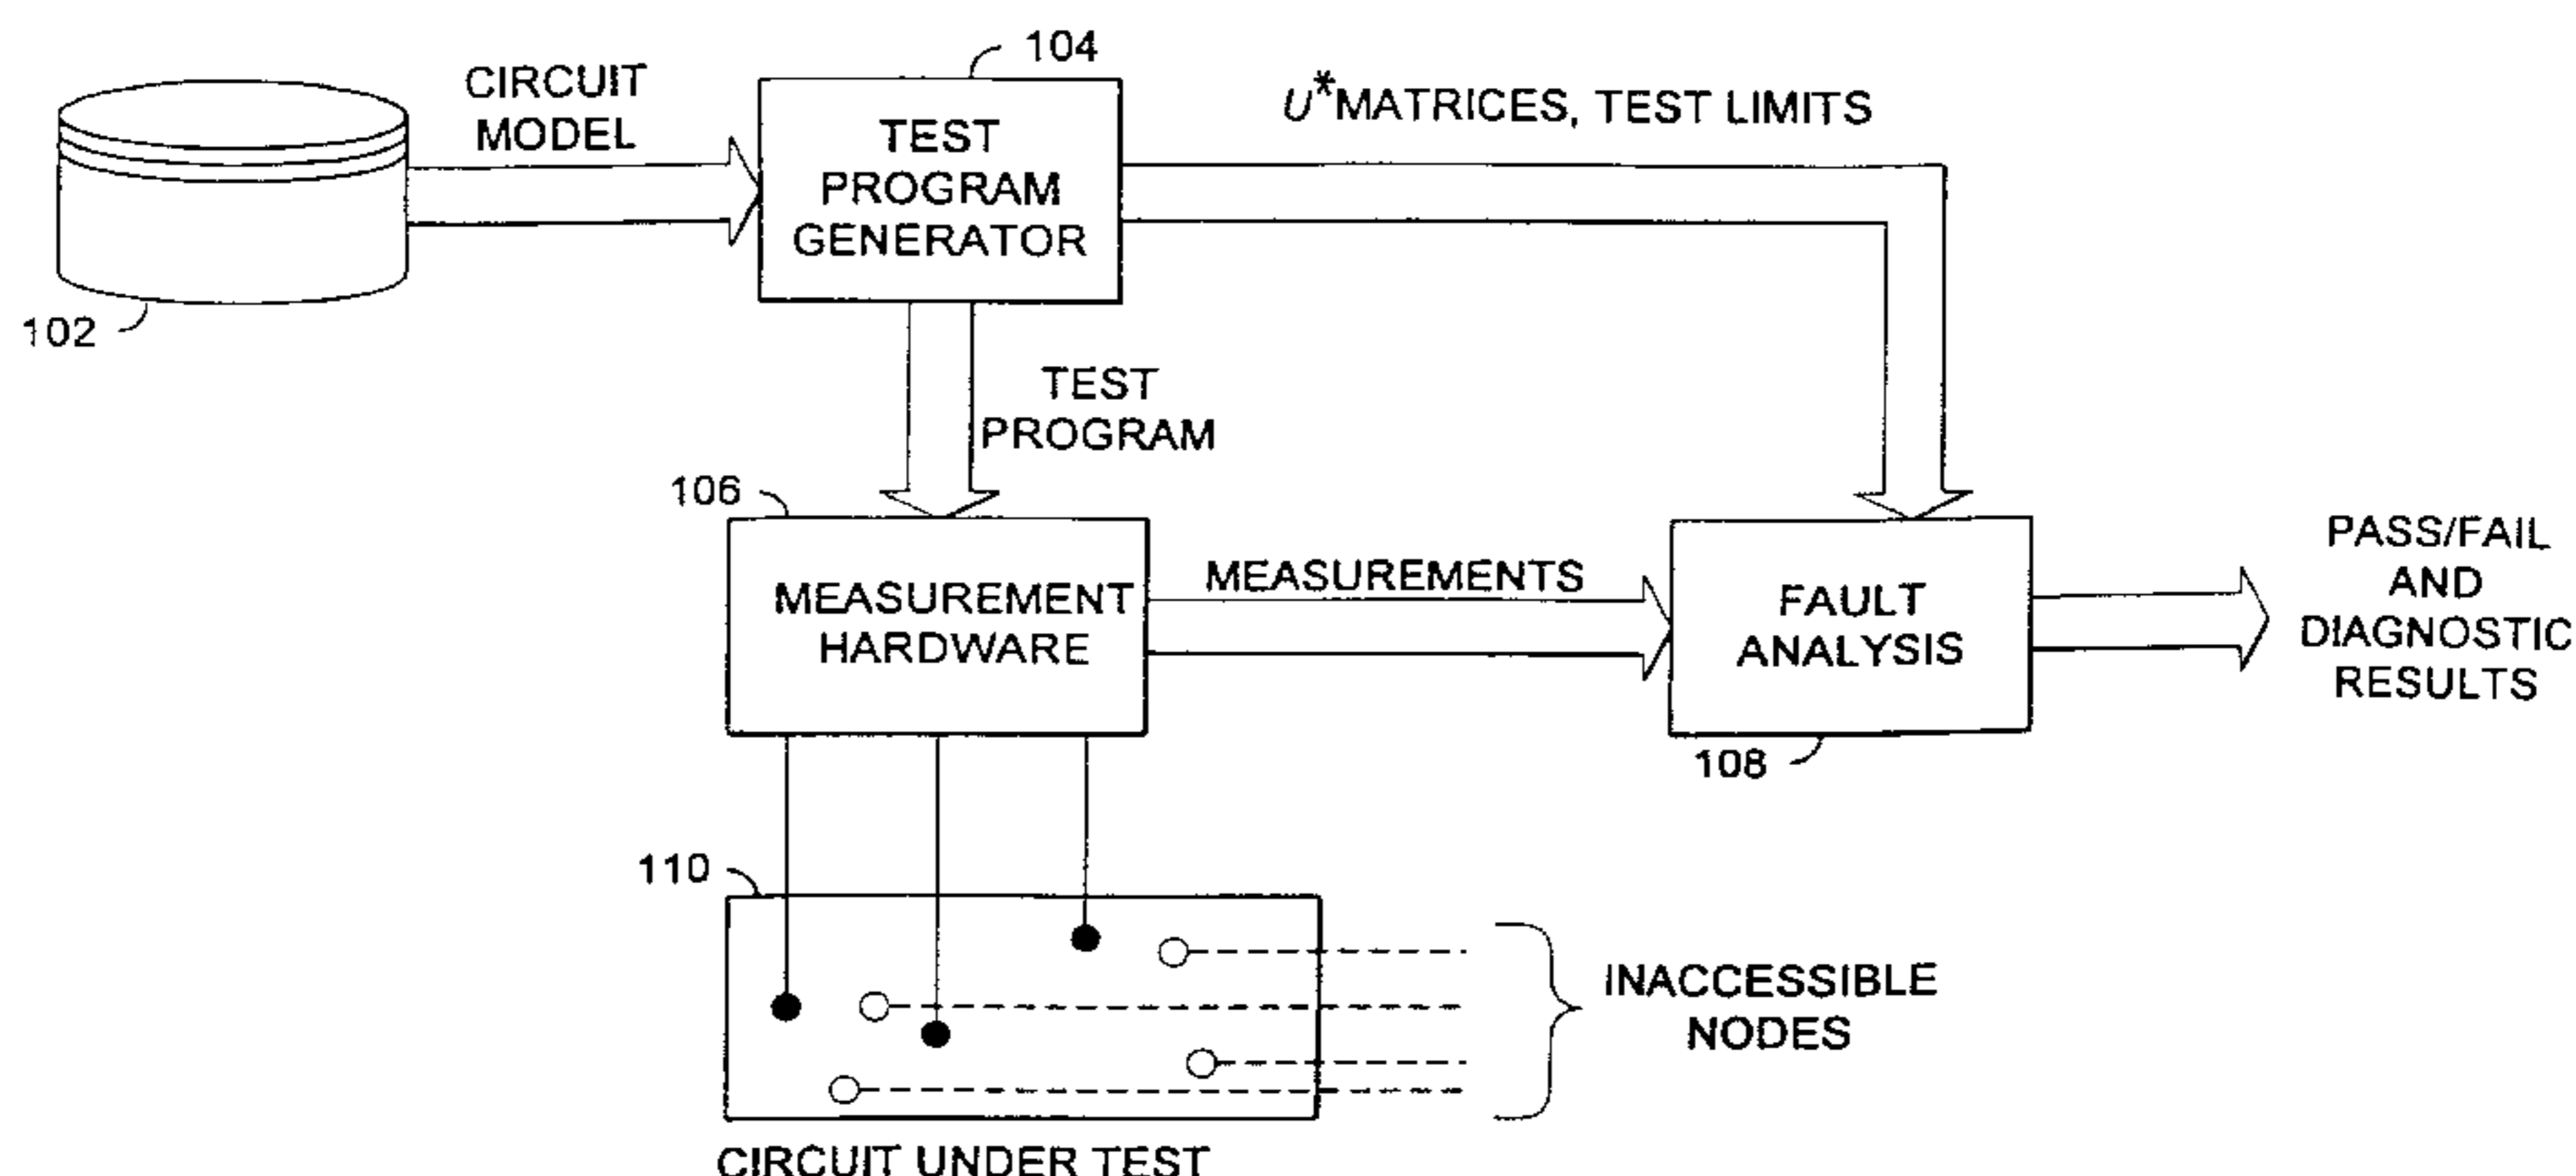 104
CIRCUIT
MODEL
U*MATRICES, TEST LIMITS
TEST
PROGRAM
GENERATOR
102
TEST
PROGRAM
106
MEASUREMENT
HARDWARE
MEASUREMENTS
FAULT
ANALYSIS
PASS/FAIL
AND
DIAGNOSTIC
RESULTS
108
110
INACCESSIBLE
NODES
CIRCUIT UNDER TEST